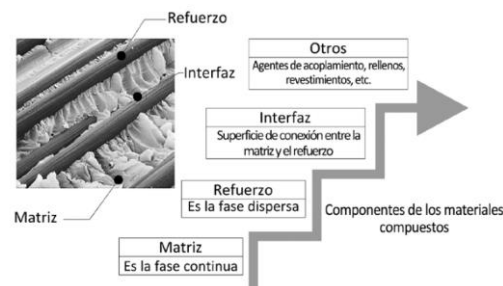 Refuerzo
Interfaz
Matriz
Otros
Agentes de acoplamiento, rellenos,
revestimientos, etc.
Interfaz
Superficie de conexión entre la
matriz y el refuerzo
Refuerzo
Es la fase dispersa
Matriz
Es la fase continua
Componentes de los materiales
compuestos